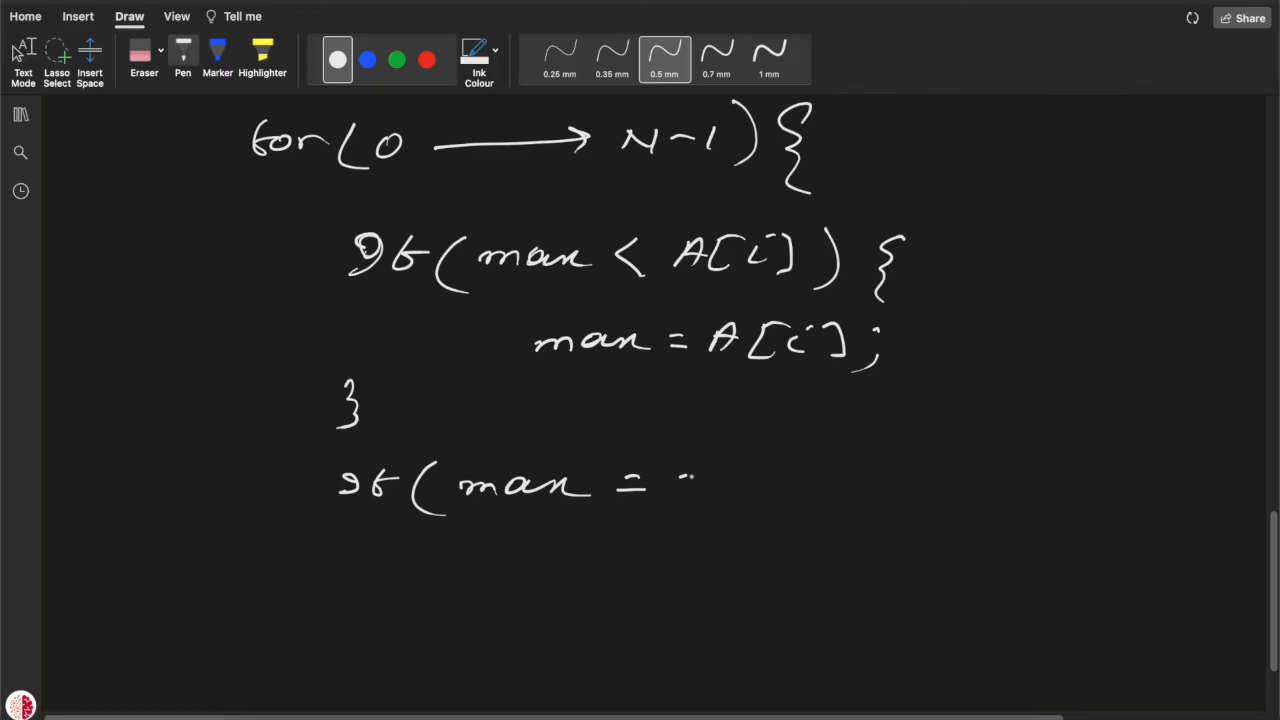 Home Insert Draw View Tell me Share
Text Mode Lasso Select Insert Space Eraser Pen Marker Highlighter Ink Colour 0.25 mm 0.35 mm 0.5 mm 0.7 mm 1 mm
for(0 → N-1){
If(max < A[i]) {
max = A[i];
}
If(max =